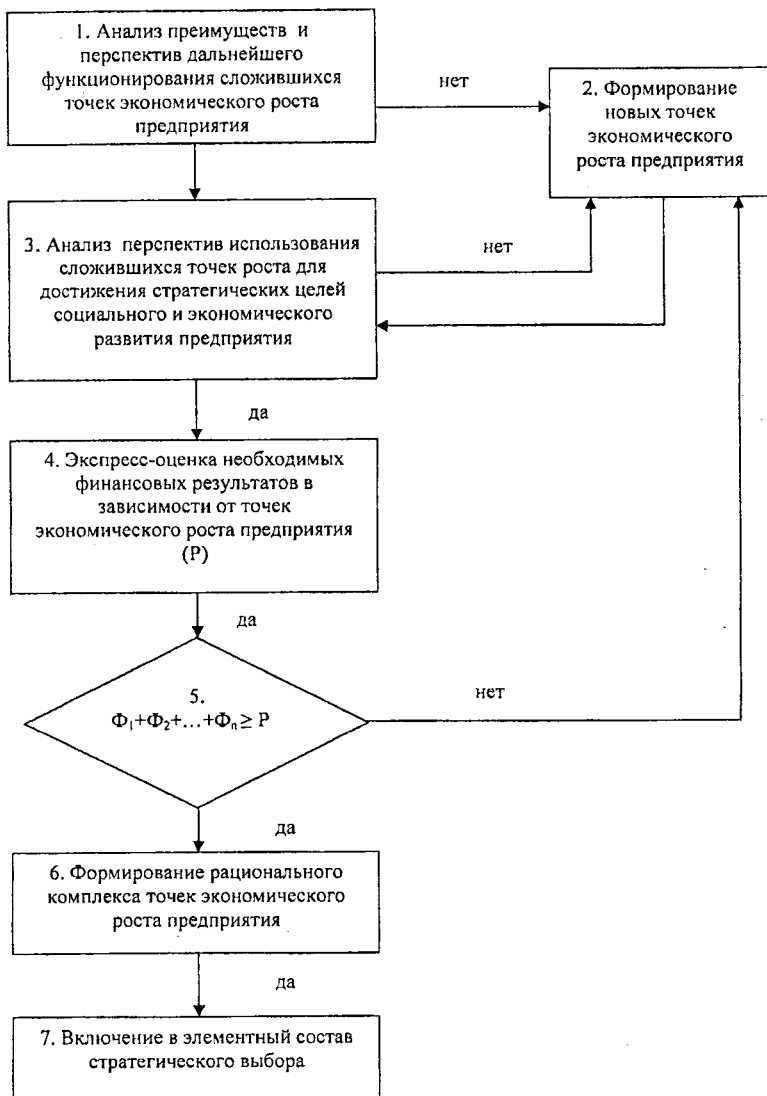 1. Анализ преимуществ и
перспектив дальнейшего
функционирования сложившихся
точек экономического роста
предприятия
нет
2. Формирование
новых точек
экономического
роста предприятия
3. Анализ перспектив использования
сложившихся точек роста для
достижения стратегических целей
социального и экономического
развития предприятия
нет
да
4. Экспресс-оценка необходимых
финансовых результатов в
зависимости от точек
экономического роста предприятия
(Р)
да
5.
Ф₁+Ф₂+...+Фₙ≥ Р
нет
да
6. Формирование рационального
комплекса точек экономического
роста предприятия
да
7. Включение в элементный состав
стратегического выбора